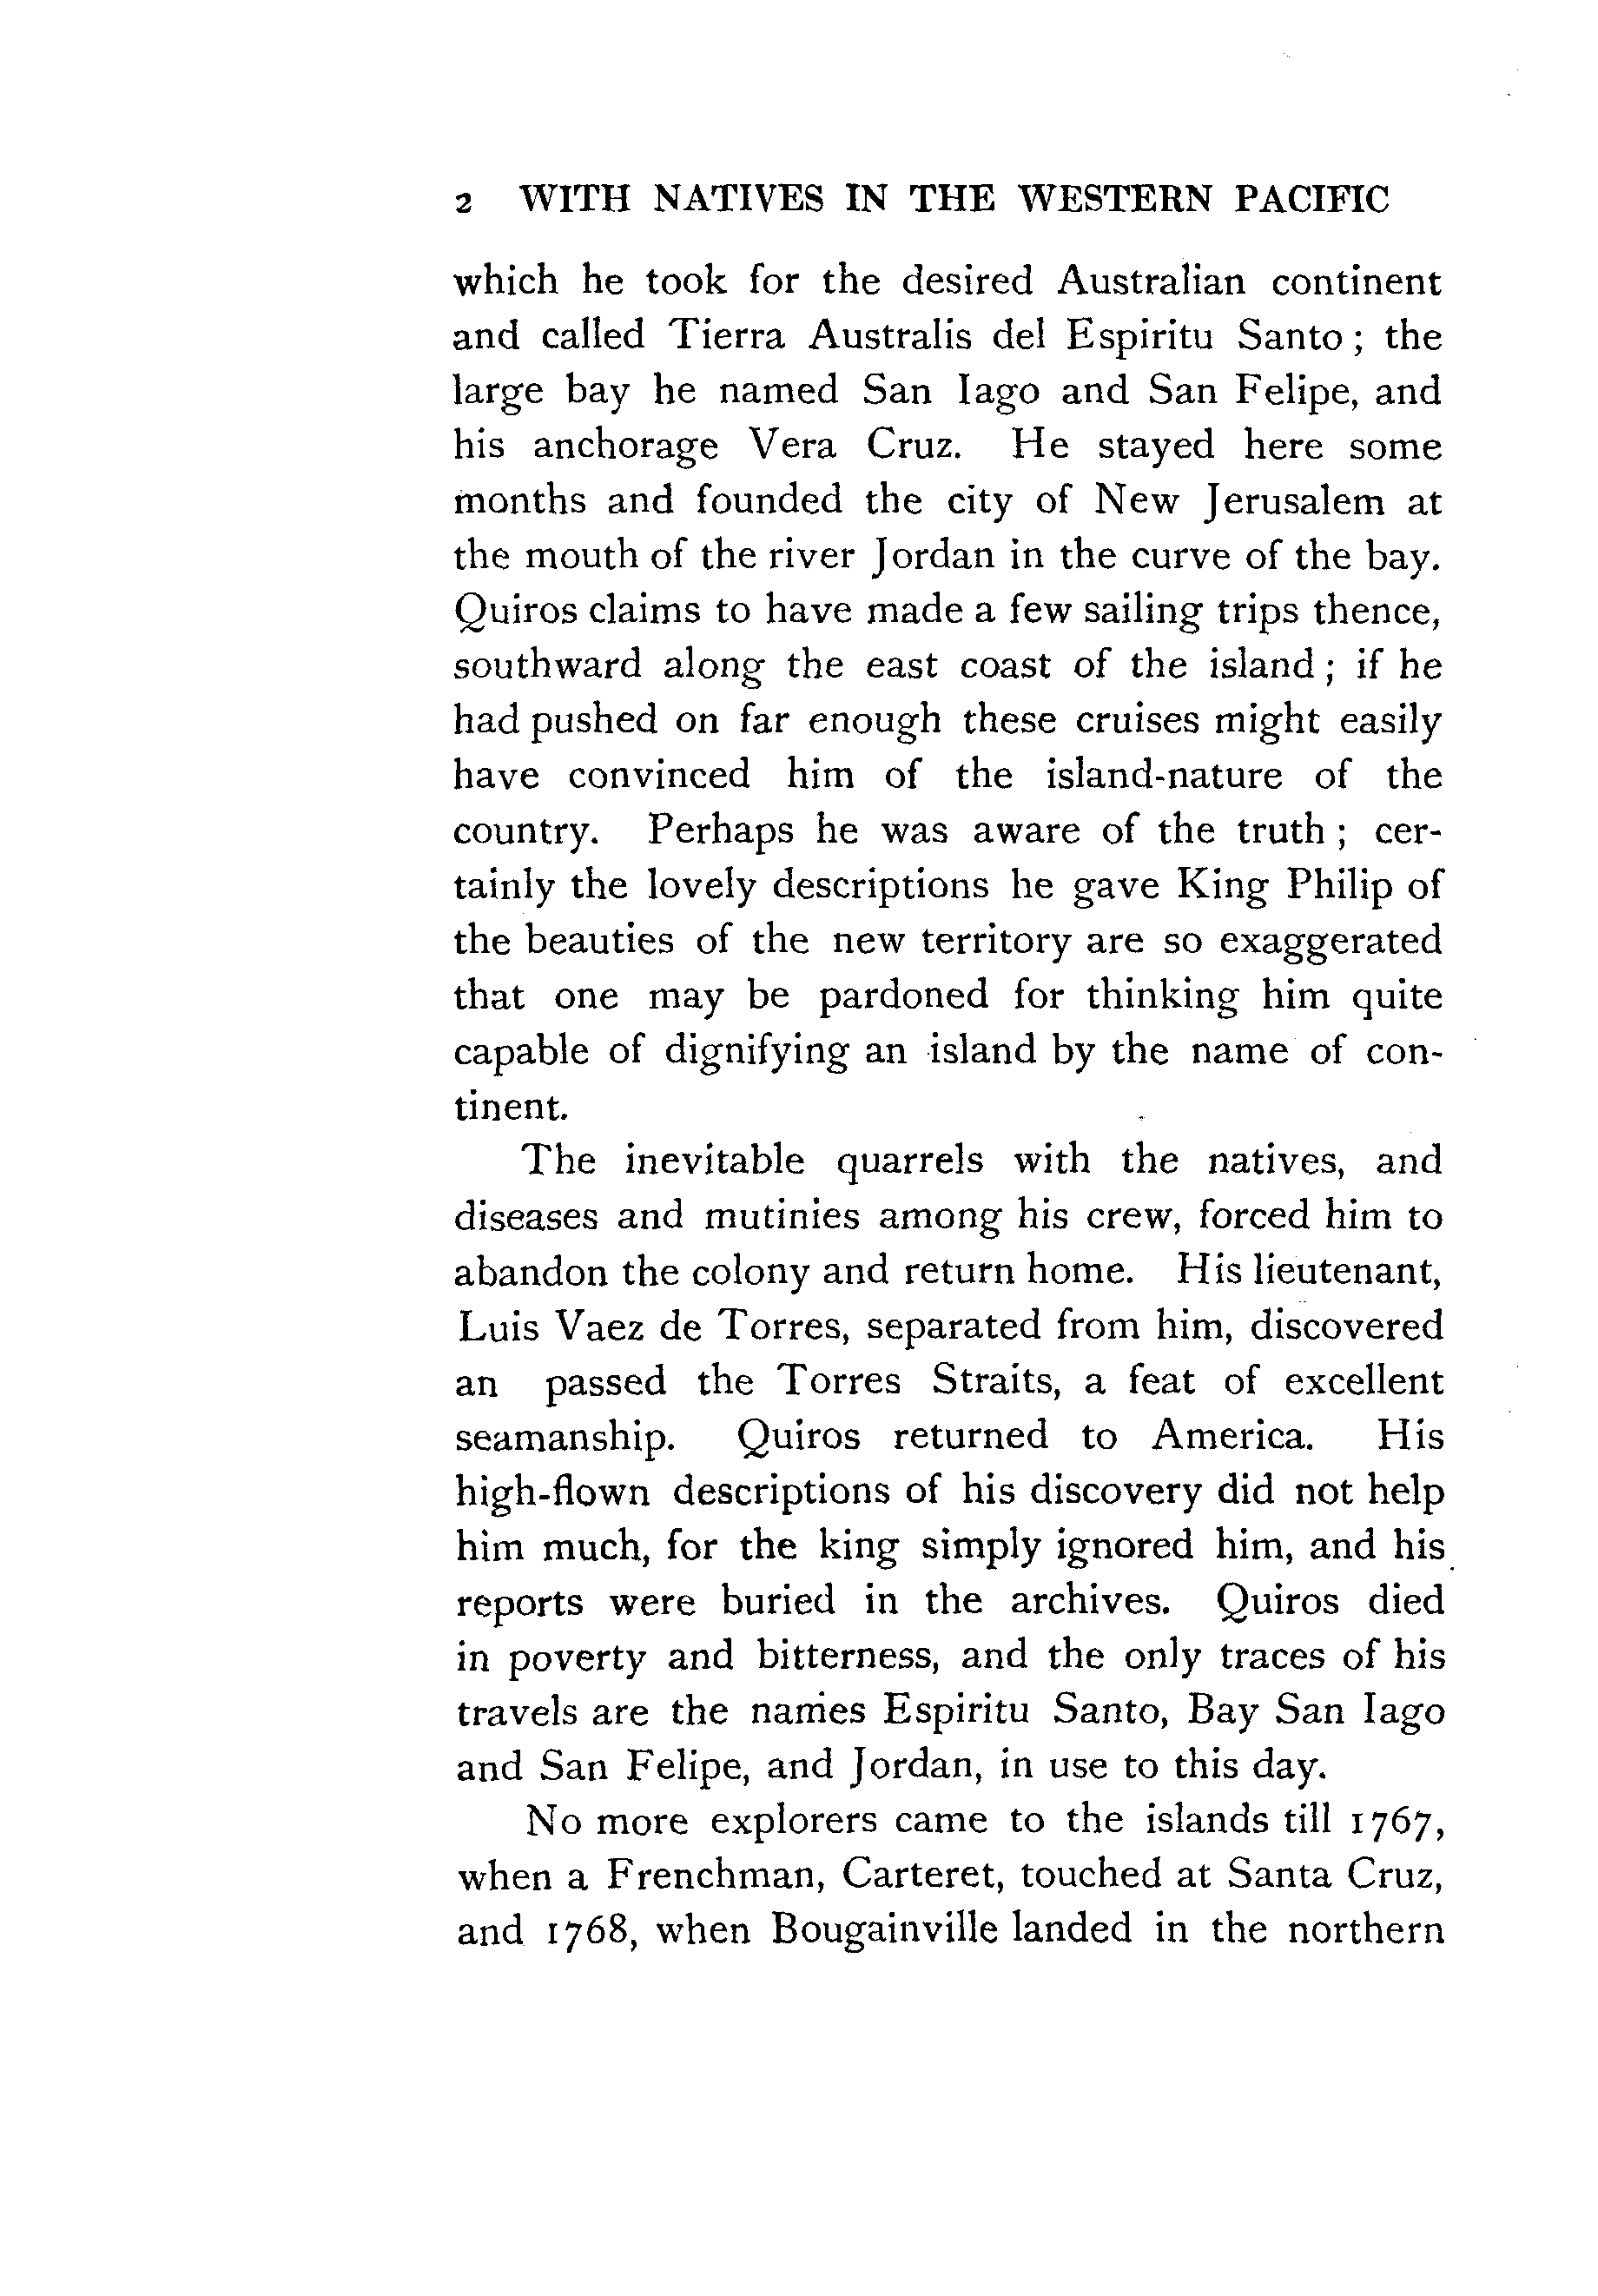 2 WITH NATIVES IN THE WESTERN PACIFIC
which he took for the desired Australian continent
and called Tierra Australis del Espiritu Santo; the
large bay he named San Iago and San Felipe, and
his anchorage Vera Cruz. He stayed here some
months and founded the city of New Jerusalem at
the mouth of the river Jordan in the curve of the bay.
Quiros claims to have made a few sailing trips thence,
southward along the east coast of the island; if he
had pushed on far enough these cruises might easily
have convinced him of the island-nature of the
country. Perhaps he was aware of the truth; cer-
tainly the lovely descriptions he gave King Philip of
the beauties of the new territory are so exaggerated
that one may be pardoned for thinking him quite
capable of dignifying an island by the name of con-
tinent.
The inevitable quarrels with the natives, and
diseases and mutinies among his crew, forced him to
abandon the colony and return home. His lieutenant,
Luis Vaez de Torres, separated from him, discovered
an passed the Torres Straits, a feat of excellent
seamanship. Quiros returned to America. His
high-flown descriptions of his discovery did not help
him much, for the king simply ignored him, and his
reports were buried in the archives. Quiros died
in poverty and bitterness, and the only traces of his
travels are the names Espiritu Santo, Bay San Iago
and San Felipe, and Jordan, in use to this day.
No more explorers came to the islands till 1767,
when a Frenchman, Carteret, touched at Santa Cruz,
and 1768, when Bougainville landed in the northern